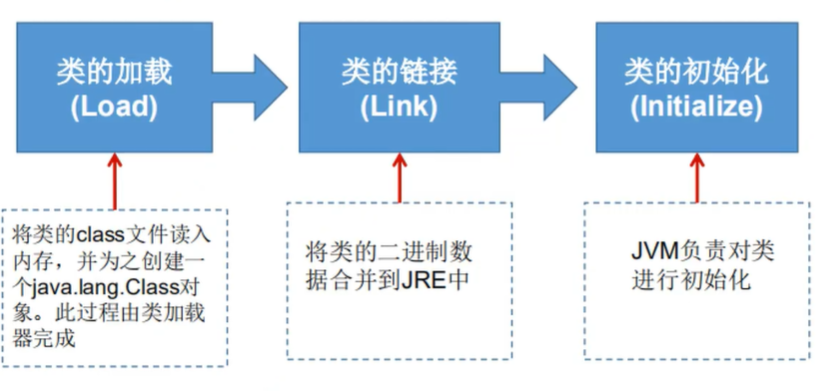 类的加载
(Load)
类的链接
(Link)
类的初始化
(Initialize)
将类的class文件读入
内存，并为之创建一
个java.lang.Class对
象。此过程由类加载
器完成
将类的二进制数
据合并到JRE中
JVM负责对类
进行初始化